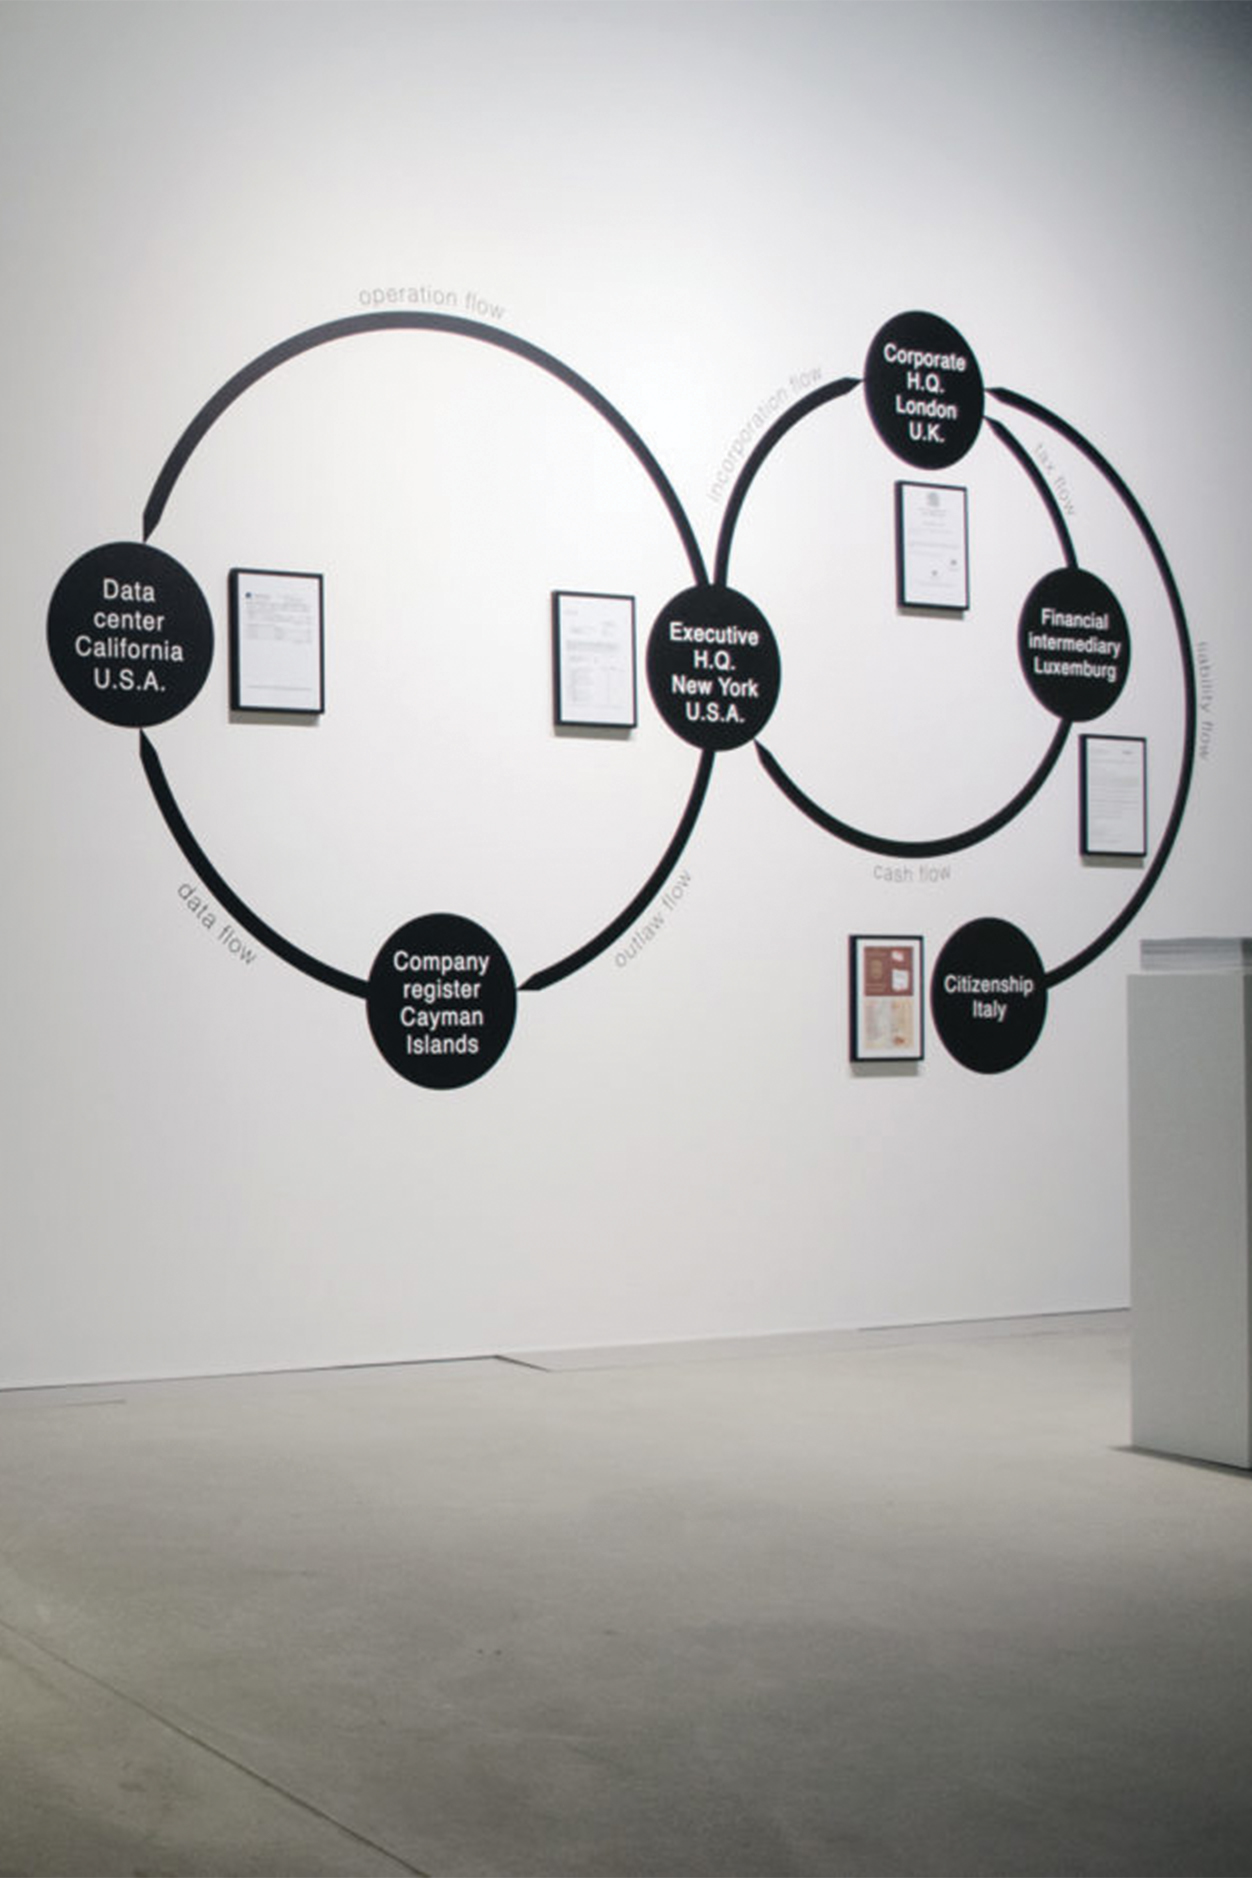 operation flow
incorporation flow
Corporate
H.Q.
London
U.K.
tax flow
Data
center
California
U.S.A.
Executive
H.Q.
New York
U.S.A.
Financial
intermediary
Luxemburg
liability flow
data flow
outlaw flow
cash flow
Company
register
Cayman
Islands
Citizenship
Italy